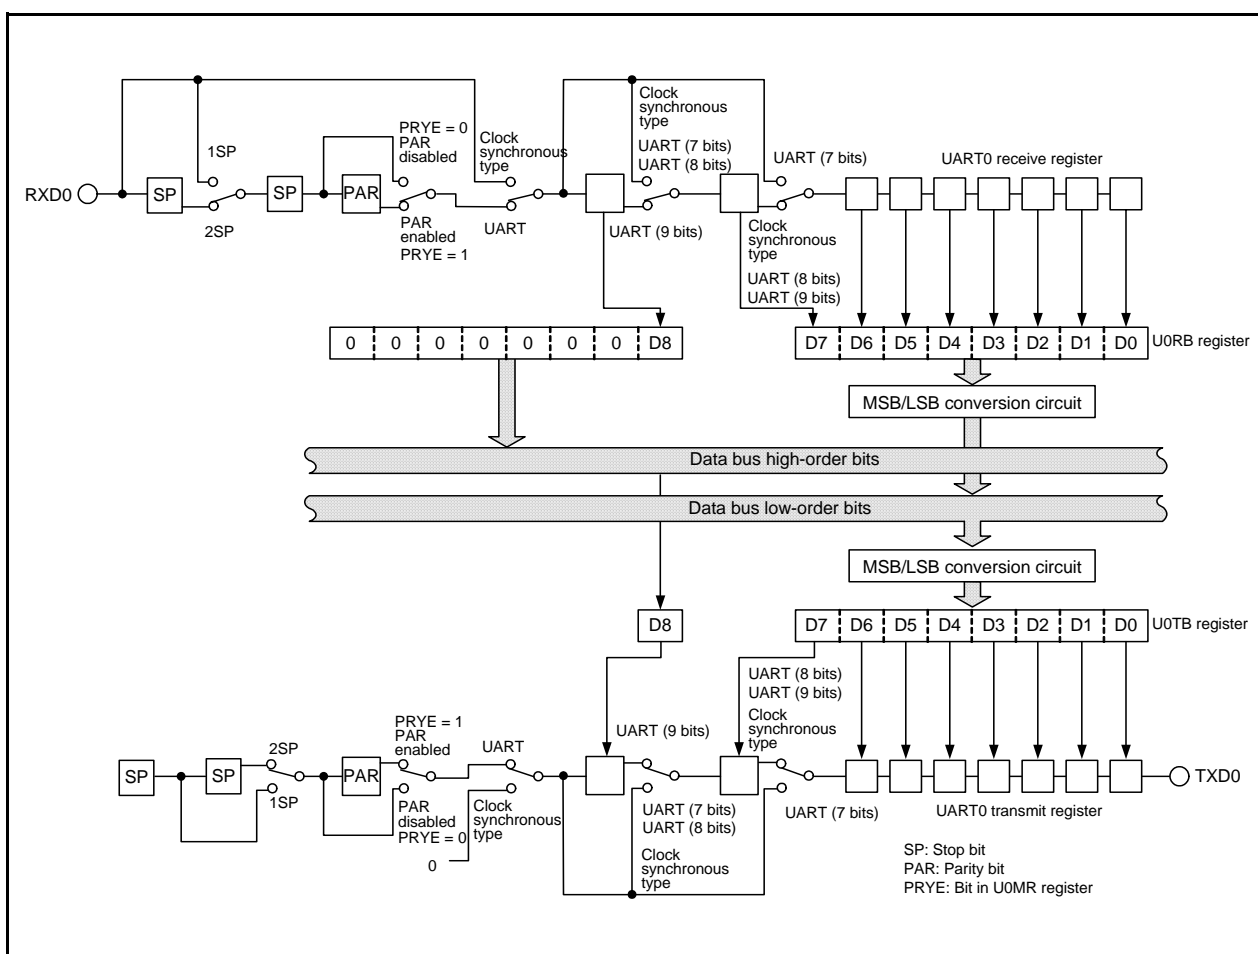 Clock
synchronous
type
PRYE = 0
PAR
disabled
Clock
synchronous
type
1SP
UART (7 bits)
UART (8 bits)
UART (7 bits)
UART0 receive register
RXD0
SP
SP
PAR
2SP
PAR
enabled
PRYE = 1
UART
UART (9 bits)
Clock
synchronous
type
UART (8 bits)
UART (9 bits)
0 0 0 0 0 0 0 D8
D7 D6 D5 D4 D3 D2 D1 D0
U0RB register
MSB/LSB conversion circuit
Data bus high-order bits
Data bus low-order bits
MSB/LSB conversion circuit
D8
D7 D6 D5 D4 D3 D2 D1 D0
U0TB register
UART (8 bits)
UART (9 bits)
PRYE = 1
PAR
enabled
UART
UART (9 bits)
Clock
synchronous
type
2SP
SP
SP
PAR
TXD0
1SP
PAR
disabled
PRYE = 0
Clock
synchronous
type
0
UART (7 bits)
UART (8 bits)
UART (7 bits)
UART0 transmit register
Clock
synchronous
type
SP: Stop bit
PAR: Parity bit
PRYE: Bit in U0MR register